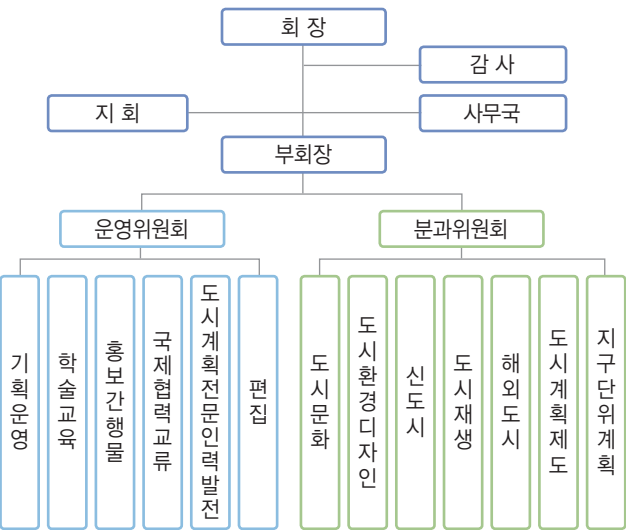 회 장
감 사
지 회
사무국
부회장
운영위원회
분과위원회
기획운영
학술교육
홍보간행물
국제협력교류
도시계획전문인력발전
편집
도시문화
도시환경디자인
신도시
도시재생
해외도시
도시계획제도
지구단위계획